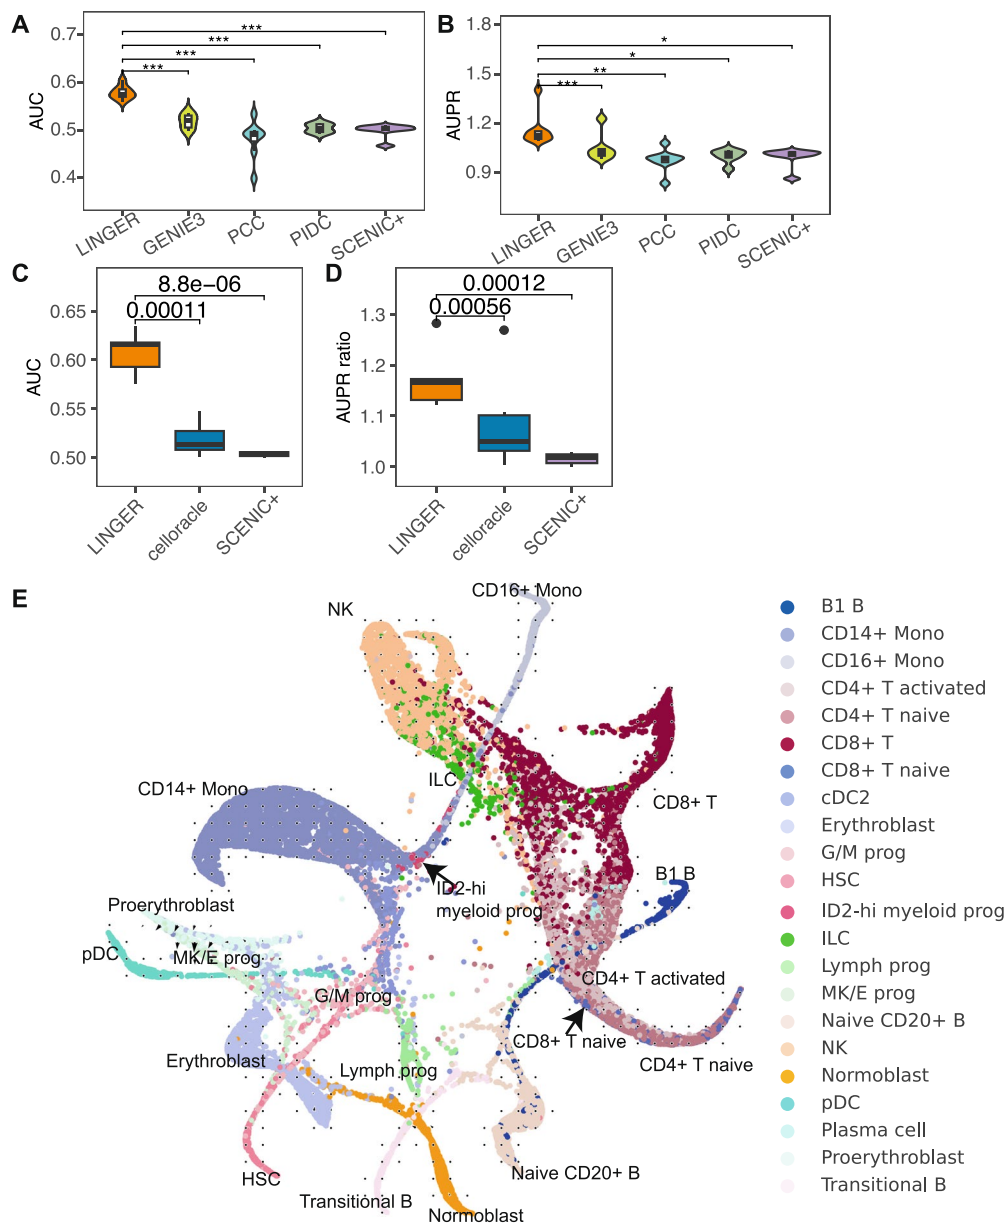 A
AUC
0.7
0.6
0.5
0.4
***
***
***
***
LINGER
GENIE3
PCC
PIDC
SCENIC+
B
AUPR
1.8
1.5
1.2
0.9
*
*
**
***
LINGER
GENIE3
PCC
PIDC
SCENIC+
C
AUC
0.65
0.60
0.55
0.50
8.8e−06
0.00011
LINGER
celloracle
SCENIC+
D
AUPR ratio
1.3
1.2
1.1
1.0
0.00012
0.00056
LINGER
celloracle
SCENIC+
E
CD16+ Mono
NK
ILC
CD14+ Mono
CD8+ T
B1 B
ID2-hi
myeloid prog
Proerythroblast
MK/E prog
pDC
G/M prog
CD4+ T activated
CD8+ T naive
CD4+ T naive
Erythroblast
Lymph prog
HSC
Transitional B
Normoblast
Naive CD20+ B
B1 B
CD14+ Mono
CD16+ Mono
CD4+ T activated
CD4+ T naive
CD8+ T
CD8+ T naive
cDC2
Erythroblast
G/M prog
HSC
ID2-hi myeloid prog
ILC
Lymph prog
MK/E prog
Naive CD20+ B
NK
Normoblast
pDC
Plasma cell
Proerythroblast
Transitional B